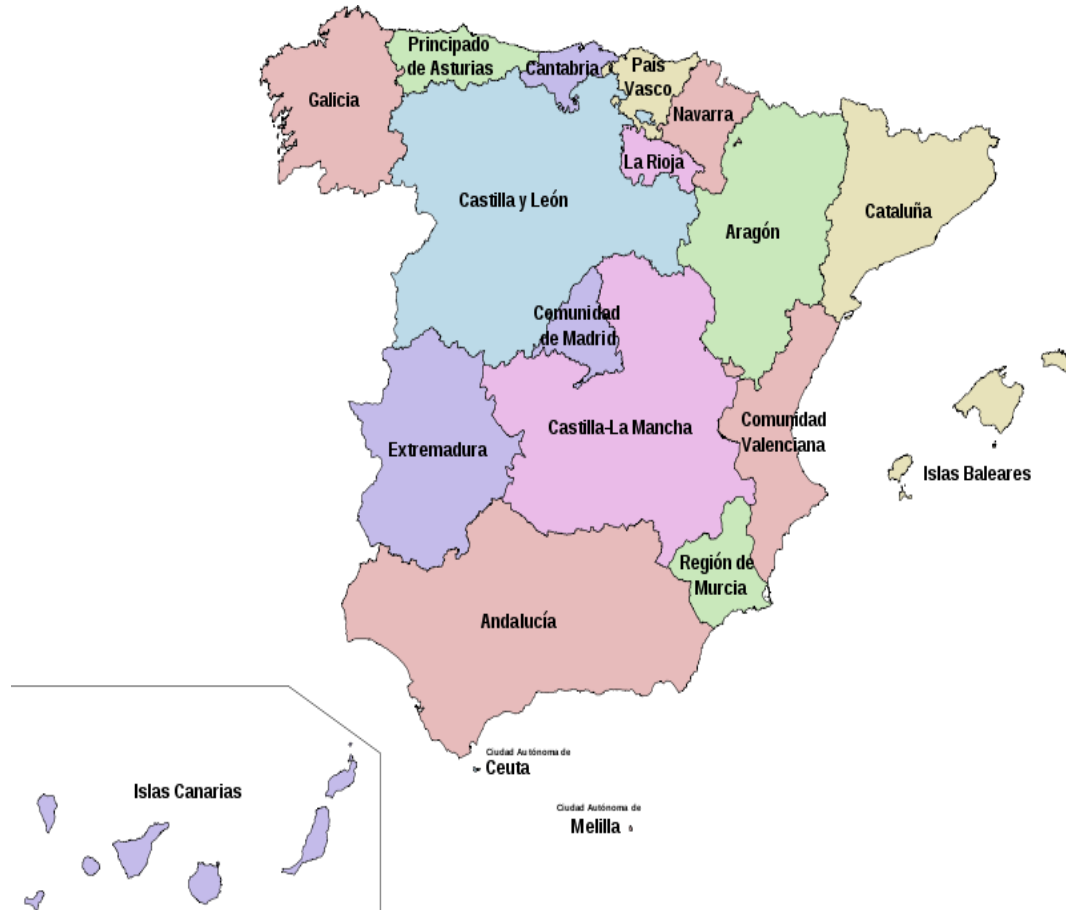 Principado
de Asturias
Cantabria
País
Vasco
Galicia
Navarra
La Rioja
Castilla y León
Cataluña
Aragón
Comunidad
de Madrid
Comunidad
Valenciana
Castilla-La Mancha
Extremadura
Islas Baleares
Región de
Murcia
Andalucía
Ciudad Autónoma de
Ceuta
Islas Canarias
Ciudad Autónoma de
Melilla